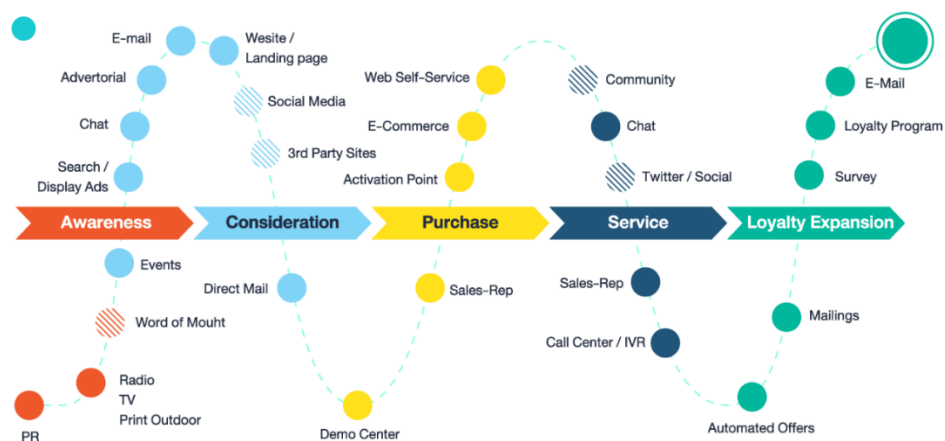 E-mail
Wesite /
Landing page
Advertorial
Social Media
Chat
3rd Party Sites
Search /
Display Ads
Web Self-Service
E-Commerce
Activation Point
Community
Chat
Twitter / Social
E-Mail
Loyalty Program
Survey
Awareness
Consideration
Purchase
Service
Loyalty Expansion
Events
Word of Mouht
Radio
TV
Print Outdoor
PR
Direct Mail
Demo Center
Sales-Rep
Sales-Rep
Call Center / IVR
Mailings
Automated Offers